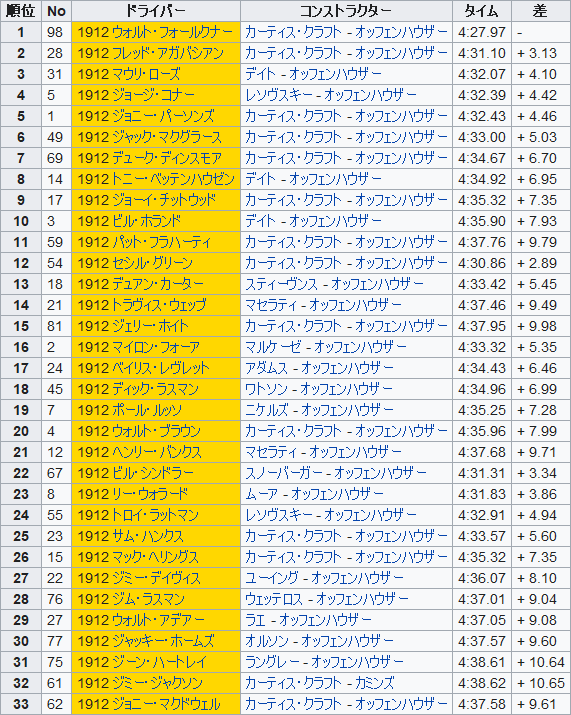 順位 No ドライバー コンストラクター タイム 差
1 98 1912 ウォルト・フォールクナー カーティス・クラフト - オッフェンハウザー 4:27.97 -
2 28 1912 フレッド・アガバシアン カーティス・クラフト - オッフェンハウザー 4:31.10 + 3.13
3 31 1912 マウリ・ローズ デイト - オッフェンハウザー 4:32.07 + 4.10
4 5 1912 ジョージ・コナー レソヴスキー - オッフェンハウザー 4:32.39 + 4.42
5 1 1912 ジョニー・パーソンズ カーティス・クラフト - オッフェンハウザー 4:32.43 + 4.46
6 49 1912 ジャック・マクグラース カーティス・クラフト - オッフェンハウザー 4:33.00 + 5.03
7 69 1912 デューク・ディンスモア カーティス・クラフト - オッフェンハウザー 4:34.67 + 6.70
8 14 1912 トニー・ベッテンハウゼン デイト - オッフェンハウザー 4:34.92 + 6.95
9 17 1912 ジョーイ・チットウッド カーティス・クラフト - オッフェンハウザー 4:35.32 + 7.35
10 3 1912 ビル・ホランド デイト - オッフェンハウザー 4:35.90 + 7.93
11 59 1912 パット・フラハーティ カーティス・クラフト - オッフェンハウザー 4:37.76 + 9.79
12 54 1912 セシル・グリーン カーティス・クラフト - オッフェンハウザー 4:30.86 + 2.89
13 18 1912 デュアン・カーター スティーヴンス - オッフェンハウザー 4:33.42 + 5.45
14 21 1912 トラヴィス・ウェッブ マセラティ - オッフェンハウザー 4:37.46 + 9.49
15 81 1912 ジェリー・ホイト カーティス・クラフト - オッフェンハウザー 4:37.95 + 9.98
16 2 1912 マイロン・フォーア マルケーゼ - オッフェンハウザー 4:33.32 + 5.35
17 24 1912 ベイリス・レヴレット アダムス - オッフェンハウザー 4:34.43 + 6.46
18 45 1912 ディック・ラスマン ワトソン - オッフェンハウザー 4:34.96 + 6.99
19 7 1912 ポール・ルッソ ニケルズ - オッフェンハウザー 4:35.25 + 7.28
20 4 1912 ウォルト・ブラウン カーティス・クラフト - オッフェンハウザー 4:35.96 + 7.99
21 12 1912 ヘンリー・バンクス マセラティ - オッフェンハウザー 4:37.68 + 9.71
22 67 1912 ビル・シンドラー スノーバーガー - オッフェンハウザー 4:31.31 + 3.34
23 8 1912 リー・ウォラード ムーア - オッフェンハウザー 4:31.83 + 3.86
24 55 1912 トロイ・ラットマン レソヴスキー - オッフェンハウザー 4:32.91 + 4.94
25 23 1912 サム・ハンクス カーティス・クラフト - オッフェンハウザー 4:33.57 + 5.60
26 15 1912 マック・ヘリングス カーティス・クラフト - オッフェンハウザー 4:35.32 + 7.35
27 22 1912 ジミー・デイヴィス ユーイング - オッフェンハウザー 4:36.07 + 8.10
28 76 1912 ジム・ラスマン ウェッテロス - オッフェンハウザー 4:37.01 + 9.04
29 27 1912 ウォルト・アデアー ラエ - オッフェンハウザー 4:37.05 + 9.08
30 77 1912 ジャッキー・ホームズ オルソン - オッフェンハウザー 4:37.57 + 9.60
31 75 1912 ジーン・ハートレイ ラングレー - オッフェンハウザー 4:38.61 + 10.64
32 61 1912 ジミー・ジャクソン カーティス・クラフト - カミンズ 4:38.62 + 10.65
33 62 1912 ジョニー・マクドウェル カーティス・クラフト - オッフェンハウザー 4:37.58 + 9.61